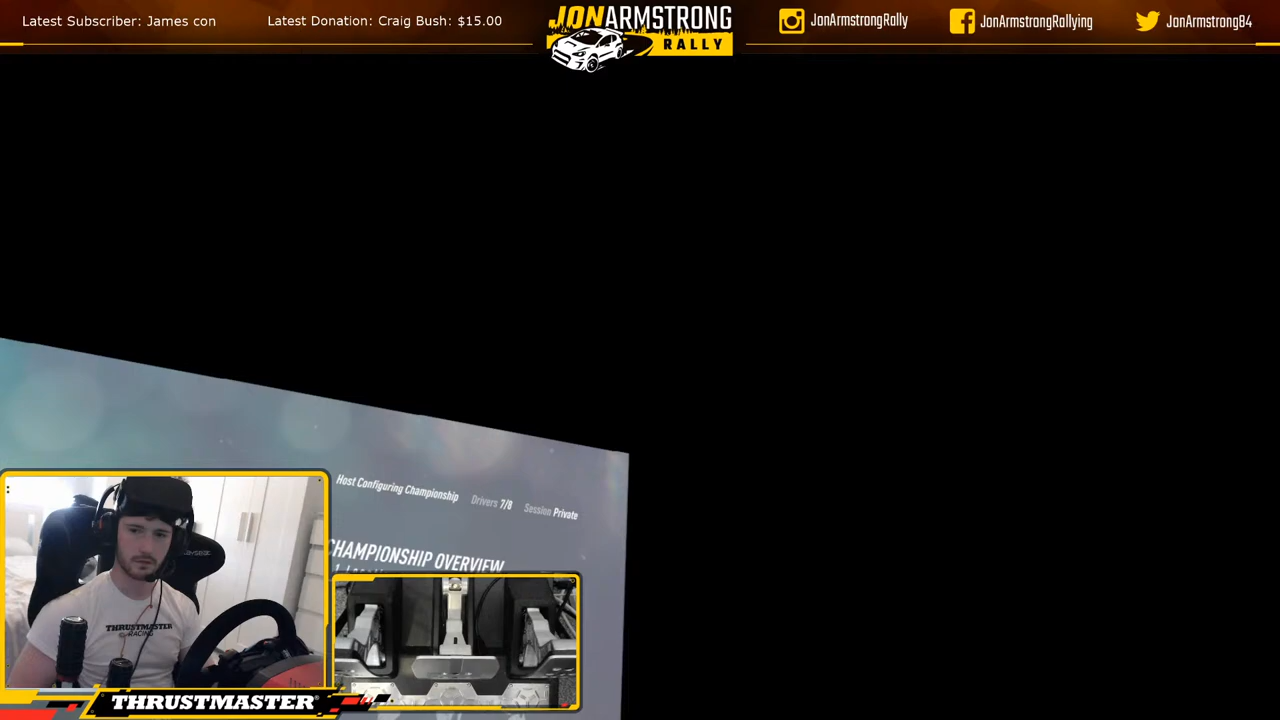 Latest Subscriber: James con
Latest Donation: Craig Bush: $15.00
JONARMSTRONG
RALLY
JonArmstrongRally
JonArmstrongRallying
JonArmstrong84
Host Configuring Championship
Drivers 7/8
Session Private
CHAMPIONSHIP OVERVIEW
THRUSTMASTER
RACING
THRUSTMASTER